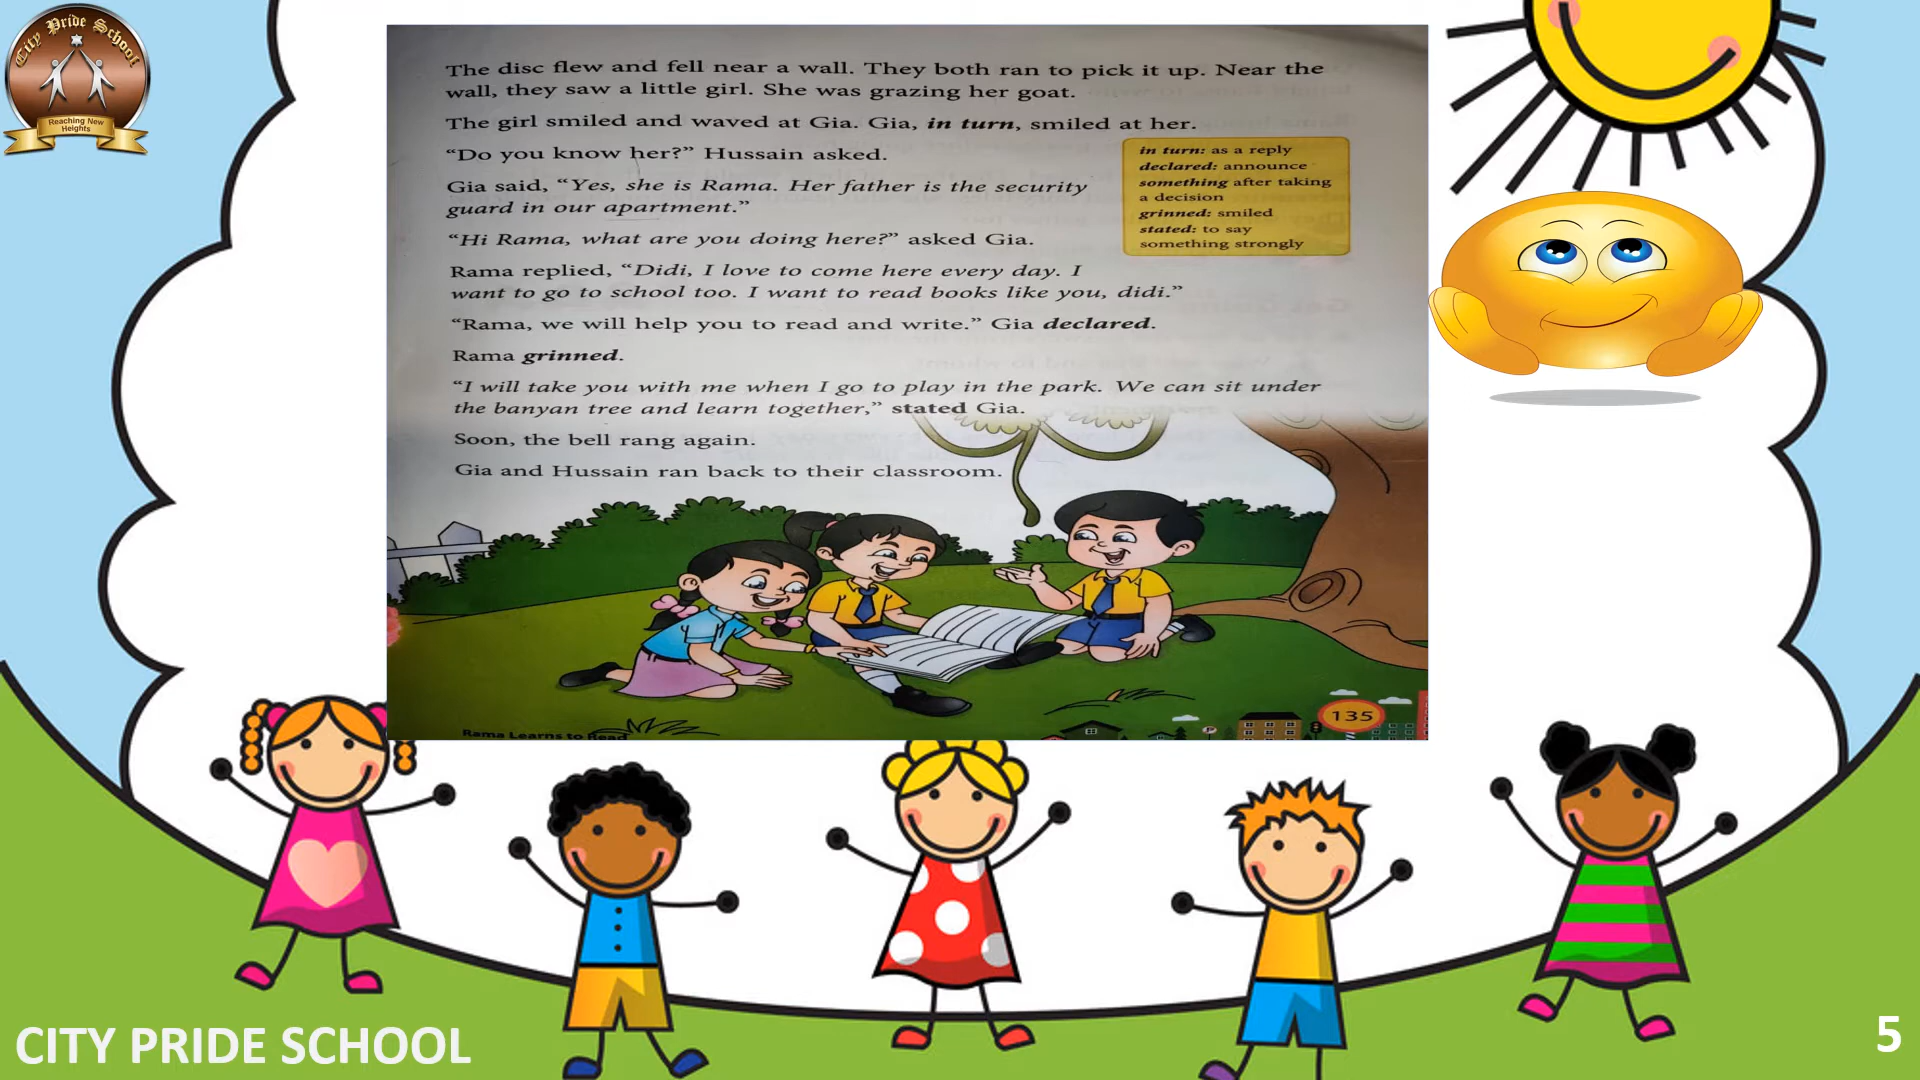 City Pride School
Reaching New
Heights
The disc flew and fell near a wall. They both ran to pick it up. Near the
wall, they saw a little girl. She was grazing her goat.
The girl smiled and waved at Gia. Gia, in turn, smiled at her.
“Do you know her?” Hussain asked.
Gia said, “Yes, she is Rama. Her father is the security
guard in our apartment.”
“Hi Rama, what are you doing here?” asked Gia.
Rama replied, “Didi, I love to come here every day. I
want to go to school too. I want to read books like you, didi.”
“Rama, we will help you to read and write.” Gia declared.
Rama grinned.
“I will take you with me when I go to play in the park. We can sit under
the banyan tree and learn together,” stated Gia.
Soon, the bell rang again.
Gia and Hussain ran back to their classroom.
in turn: as a reply
declared: announce
something after taking
a decision
grinned: smiled
stated: to say
something strongly
Rama Learns to Read
135
CITY PRIDE SCHOOL
5